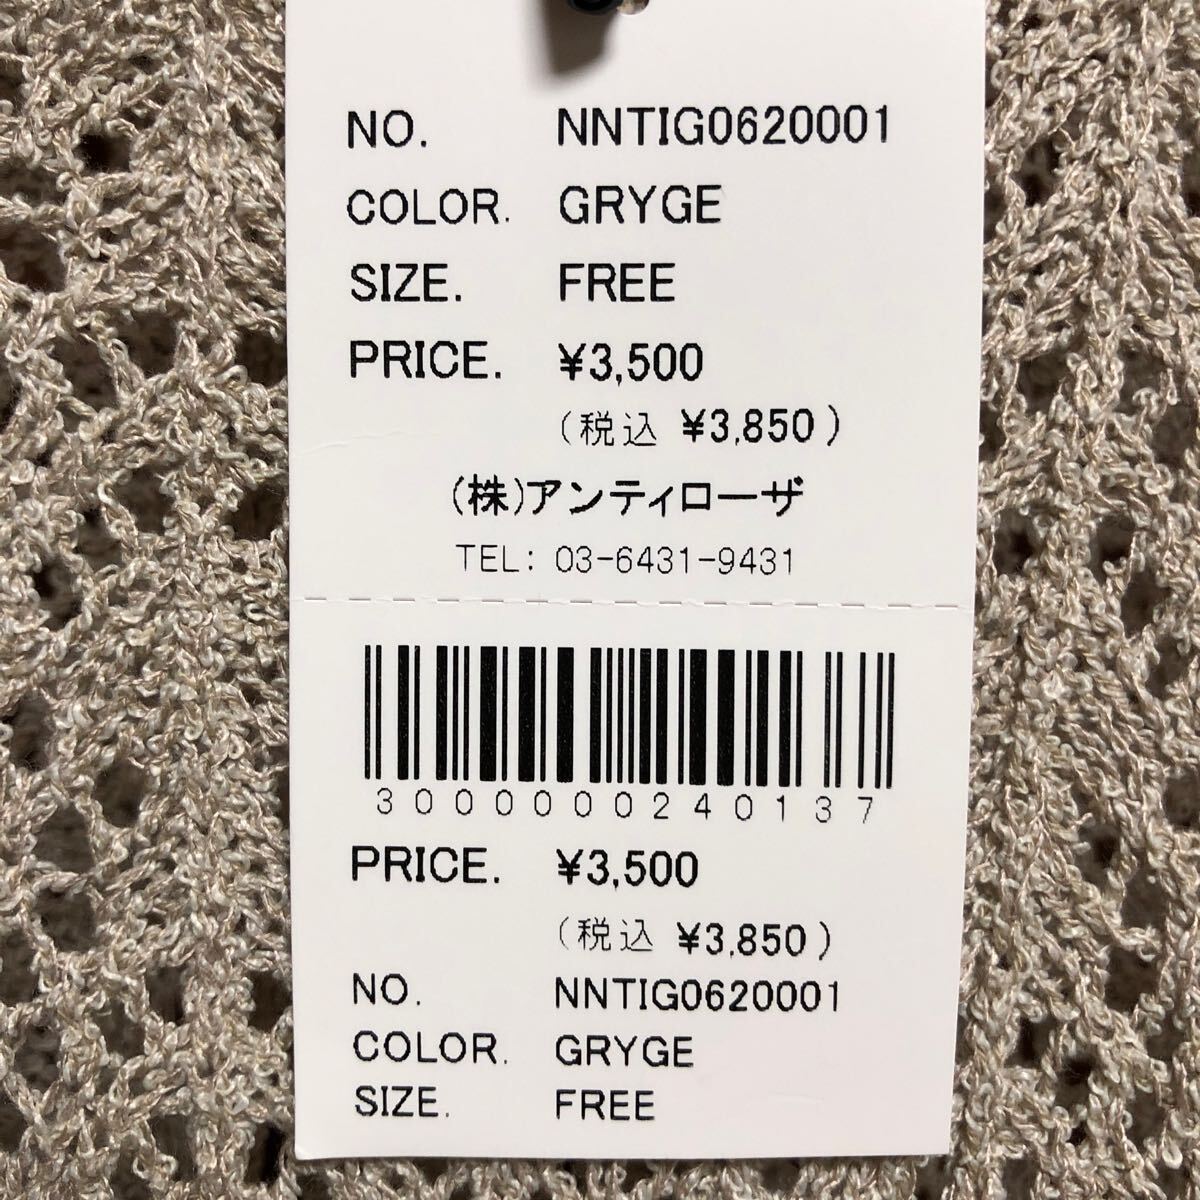 NO. NNTIG0620001
COLOR. GRYGE
SIZE. FREE
PRICE. ¥3,500
(税込 ¥3,850)
(株)アンティローザ
TEL: 03-6431-9431
3000000240137
PRICE. ¥3,500
(税込 ¥3,850)
NO. NNTIG0620001
COLOR. GRYGE
SIZE. FREE